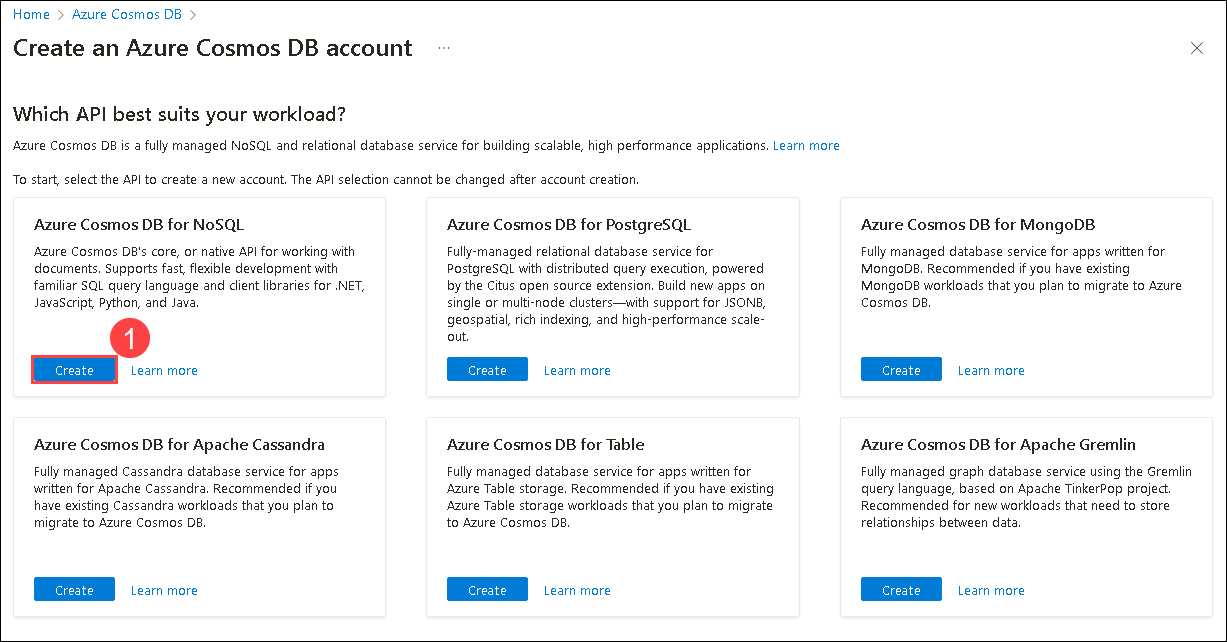 Home > Azure Cosmos DB >
Create an Azure Cosmos DB account ...
Which API best suits your workload?
Azure Cosmos DB is a fully managed NoSQL and relational database service for building scalable, high performance applications. Learn more
To start, select the API to create a new account. The API selection cannot be changed after account creation.
Azure Cosmos DB for NoSQL
Azure Cosmos DB's core, or native API for working with
documents. Supports fast, flexible development with
familiar SQL query language and client libraries for .NET,
JavaScript, Python, and Java.
1
Create Learn more
Azure Cosmos DB for PostgreSQL
Fully-managed relational database service for
PostgreSQL with distributed query execution, powered
by the Citus open source extension. Build new apps on
single or multi-node clusters—with support for JSONB,
geospatial, rich indexing, and high-performance scale-
out.
Create Learn more
Azure Cosmos DB for MongoDB
Fully managed database service for apps written for
MongoDB. Recommended if you have existing
MongoDB workloads that you plan to migrate to Azure
Cosmos DB.
Create Learn more
Azure Cosmos DB for Apache Cassandra
Fully managed Cassandra database service for apps
written for Apache Cassandra. Recommended if you
have existing Cassandra workloads that you plan to
migrate to Azure Cosmos DB.
Create Learn more
Azure Cosmos DB for Table
Fully managed database service for apps written for
Azure Table storage. Recommended if you have existing
Azure Table storage workloads that you plan to migrate
to Azure Cosmos DB.
Create Learn more
Azure Cosmos DB for Apache Gremlin
Fully managed graph database service using the Gremlin
query language, based on Apache TinkerPop project.
Recommended for new workloads that need to store
relationships between data.
Create Learn more